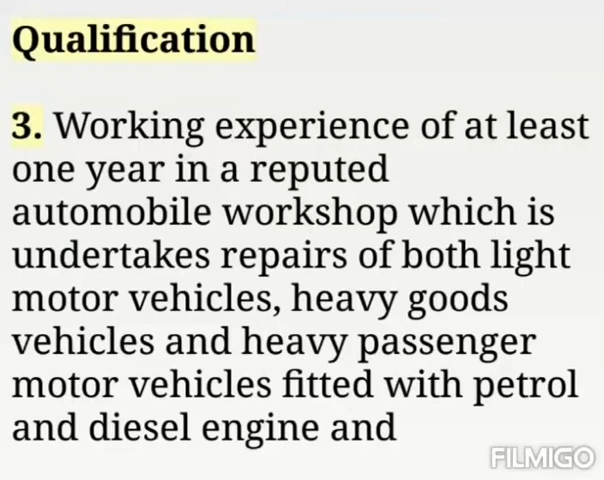 Qualification
3. Working experience of at least
one year in a reputed
automobile workshop which is
undertakes repairs of both light
motor vehicles, heavy goods
vehicles and heavy passenger
motor vehicles fitted with petrol
and diesel engine and
FILMIGO